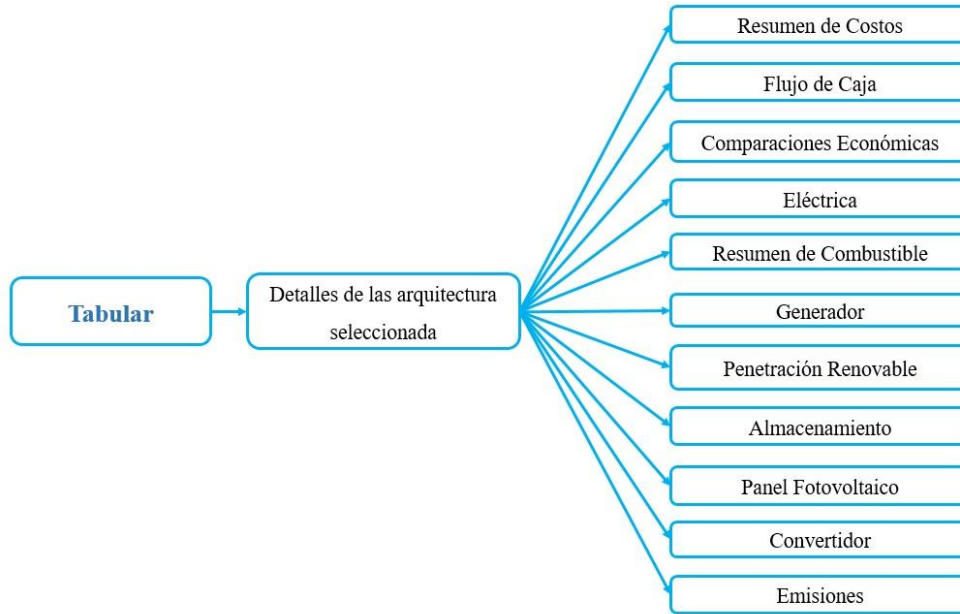 Tabular
Detalles de las arquitectura
seleccionada
Resumen de Costos
Flujo de Caja
Comparaciones Económicas
Eléctrica
Resumen de Combustible
Generador
Penetración Renovable
Almacenamiento
Panel Fotovoltaico
Convertidor
Emisiones